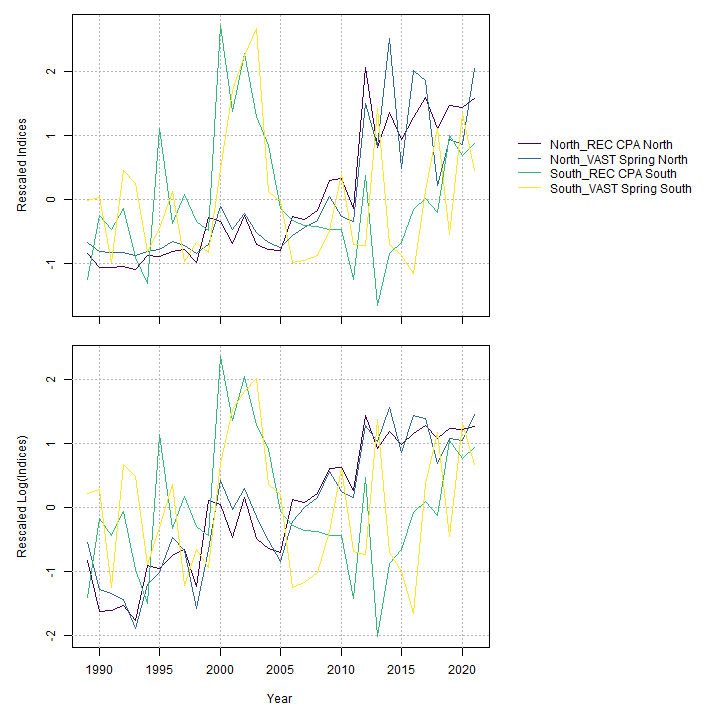 2
1
0
-1
Rescaled Indices
North_REC CPA North
North_VAST Spring North
South_REC CPA South
South_VAST Spring South
2
1
0
-1
-2
Rescaled Log(Indices)
1990 1995 2000 2005 2010 2015 2020
Year